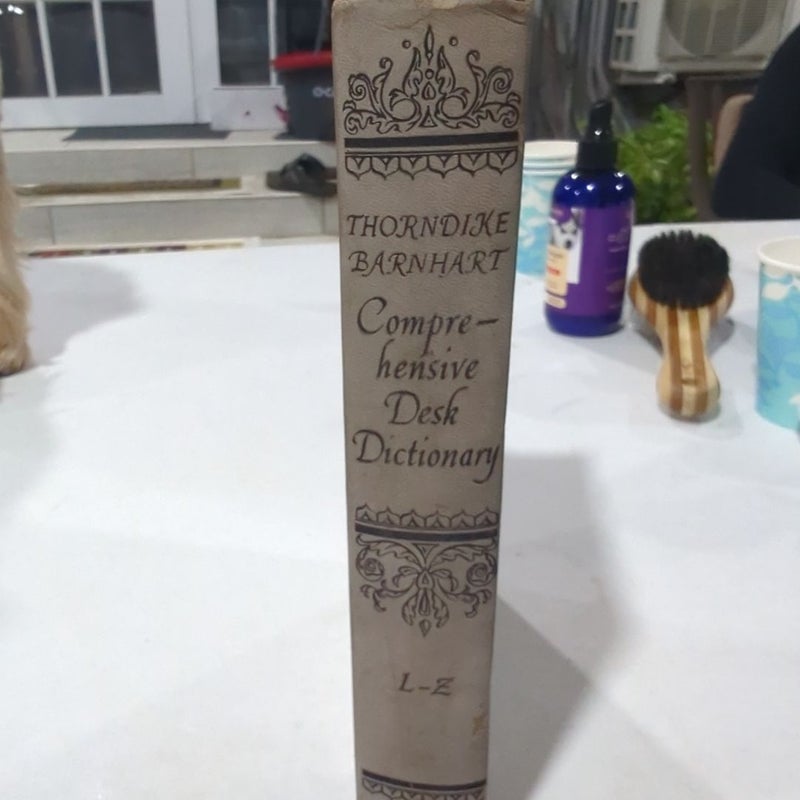 THORNDIKE
BARNHART
Compre-
hensive
Desk
Dictionary
L-Z